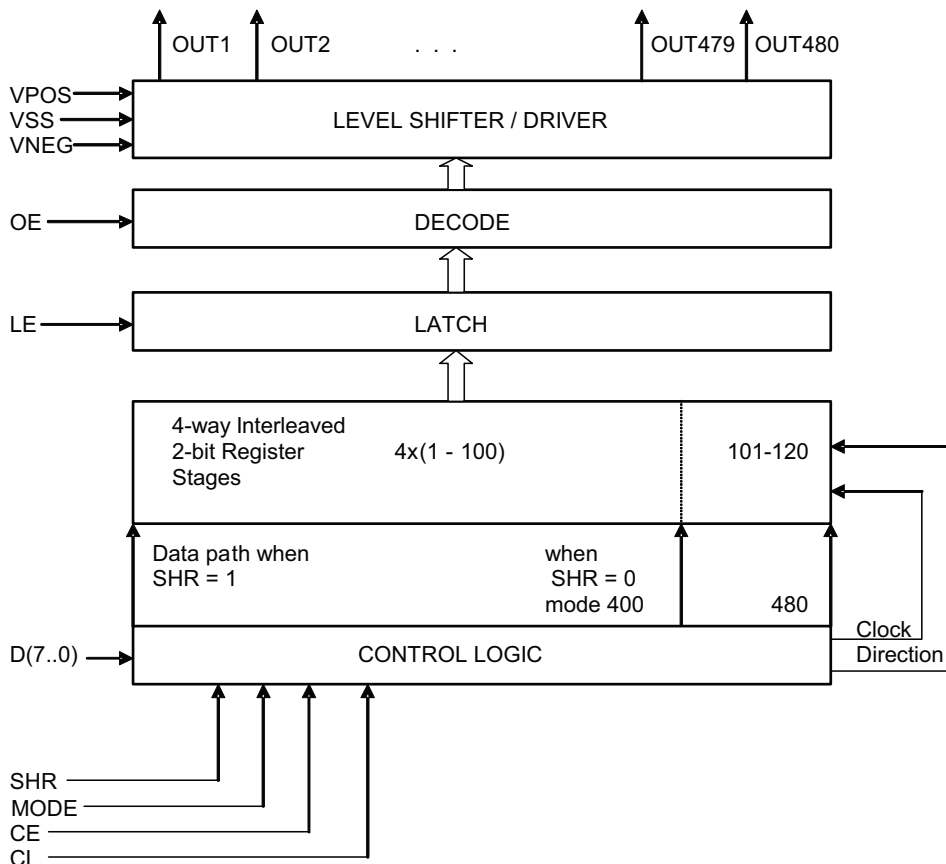 OUT1 OUT2 . . . OUT479 OUT480
VPOS
VSS
VNEG
LEVEL SHIFTER / DRIVER
OE
DECODE
LE
LATCH
4-way Interleaved
2-bit Register
Stages
4x(1 - 100)
101-120
Data path when
SHR = 1
when
SHR = 0
mode 400
480
D(7..0)
CONTROL LOGIC
Clock
Direction
SHR
MODE
CE
CL